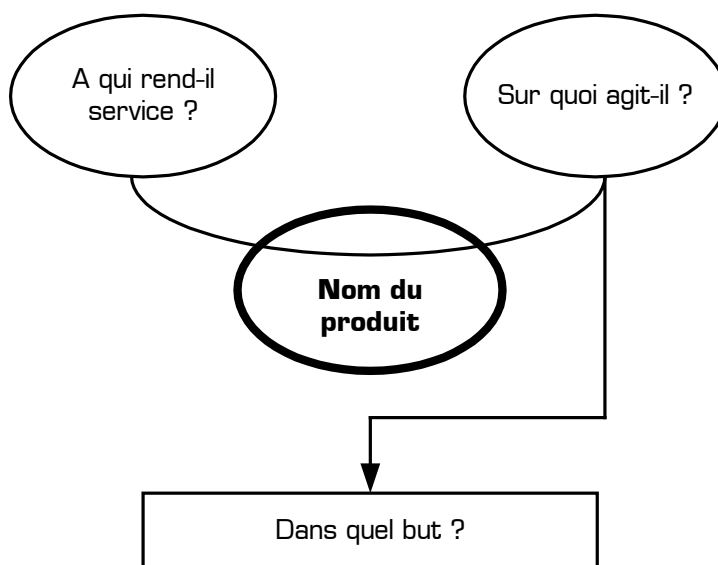 A qui rend-il
service ?
Sur quoi agit-il ?
Nom du
produit
Dans quel but ?